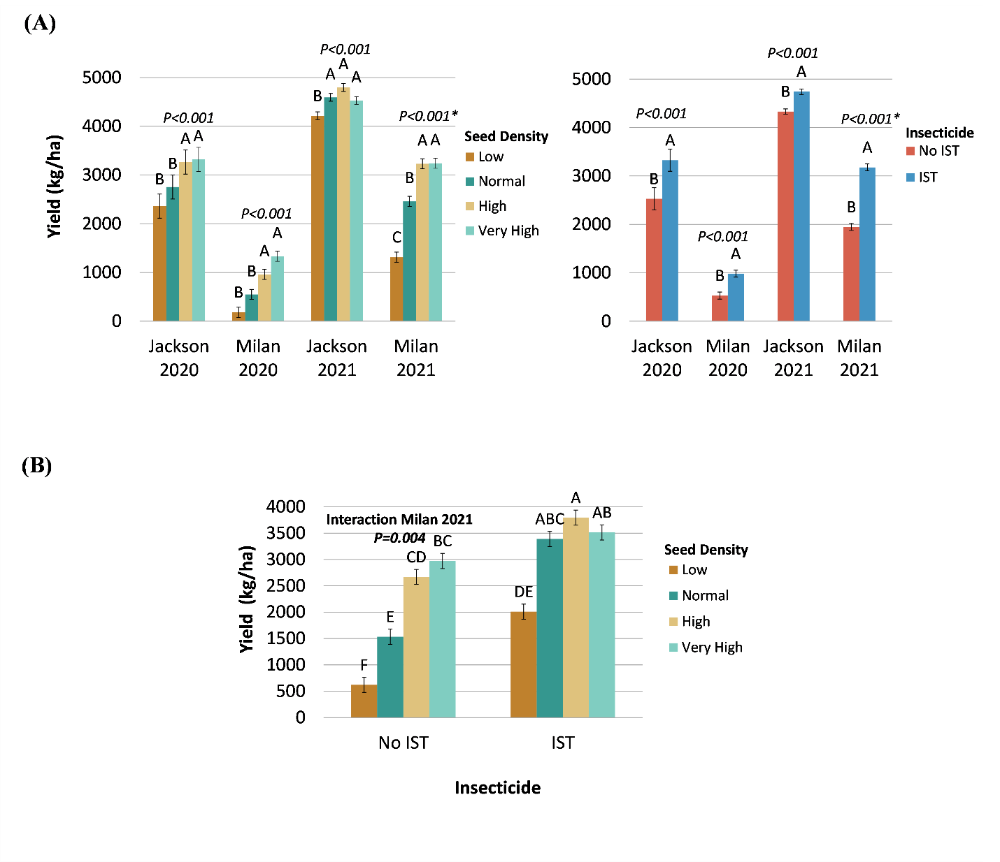 (A)
P<0.001
A
A
A
B
P<0.001
A A
B
B
P<0.001
A
A
B
B
P<0.001*
A A
B
C
5000
4000
3000
2000
1000
0
Yield (kg/ha)
Jackson 2020
Milan 2020
Jackson 2021
Milan 2021
Seed Density
Low
Normal
High
Very High
P<0.001
A
B
P<0.001
A
B
P<0.001
A
B
P<0.001*
A
B
5000
4000
3000
2000
1000
0
Jackson 2020
Milan 2020
Jackson 2021
Milan 2021
Insecticide
No IST
IST
(B)
4000
3500
3000
2500
2000
1500
1000
500
0
Yield (kg/ha)
Interaction Milan 2021
P=0.004
F
E
CD
BC
DE
ABC
A
AB
No IST
IST
Insecticide
Seed Density
Low
Normal
High
Very High